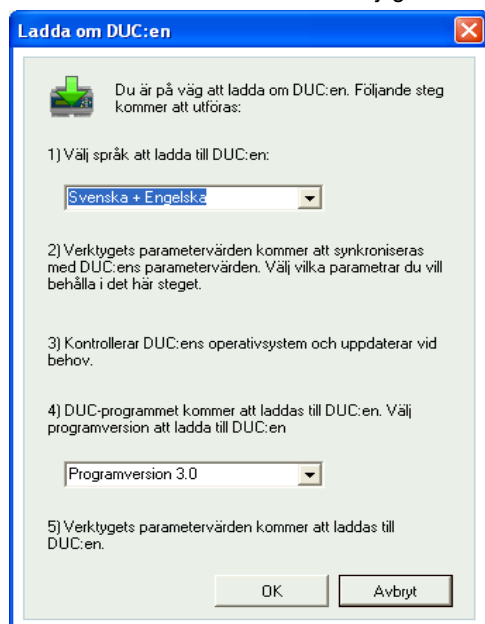 Ladda om DUC:en
Du är på väg att ladda om DUC:en. Följande steg
kommer att utföras:
1) Välj språk att ladda till DUC:en:
Svenska + Engelska
2) Verktygets parametervärden kommer att synkroniseras
med DUC:ens parametervärden. Välj vilka parametrar du vill
behålla i det här steget.
3) Kontrollerar DUC:ens operativsystem och uppdaterar vid
behov.
4) DUC-programmet kommer att laddas till DUC:en. Välj
programversion att ladda till DUC:en
Programversion 3.0
5) Verktygets parametervärden kommer att laddas till
DUC:en.
OK Avbryt